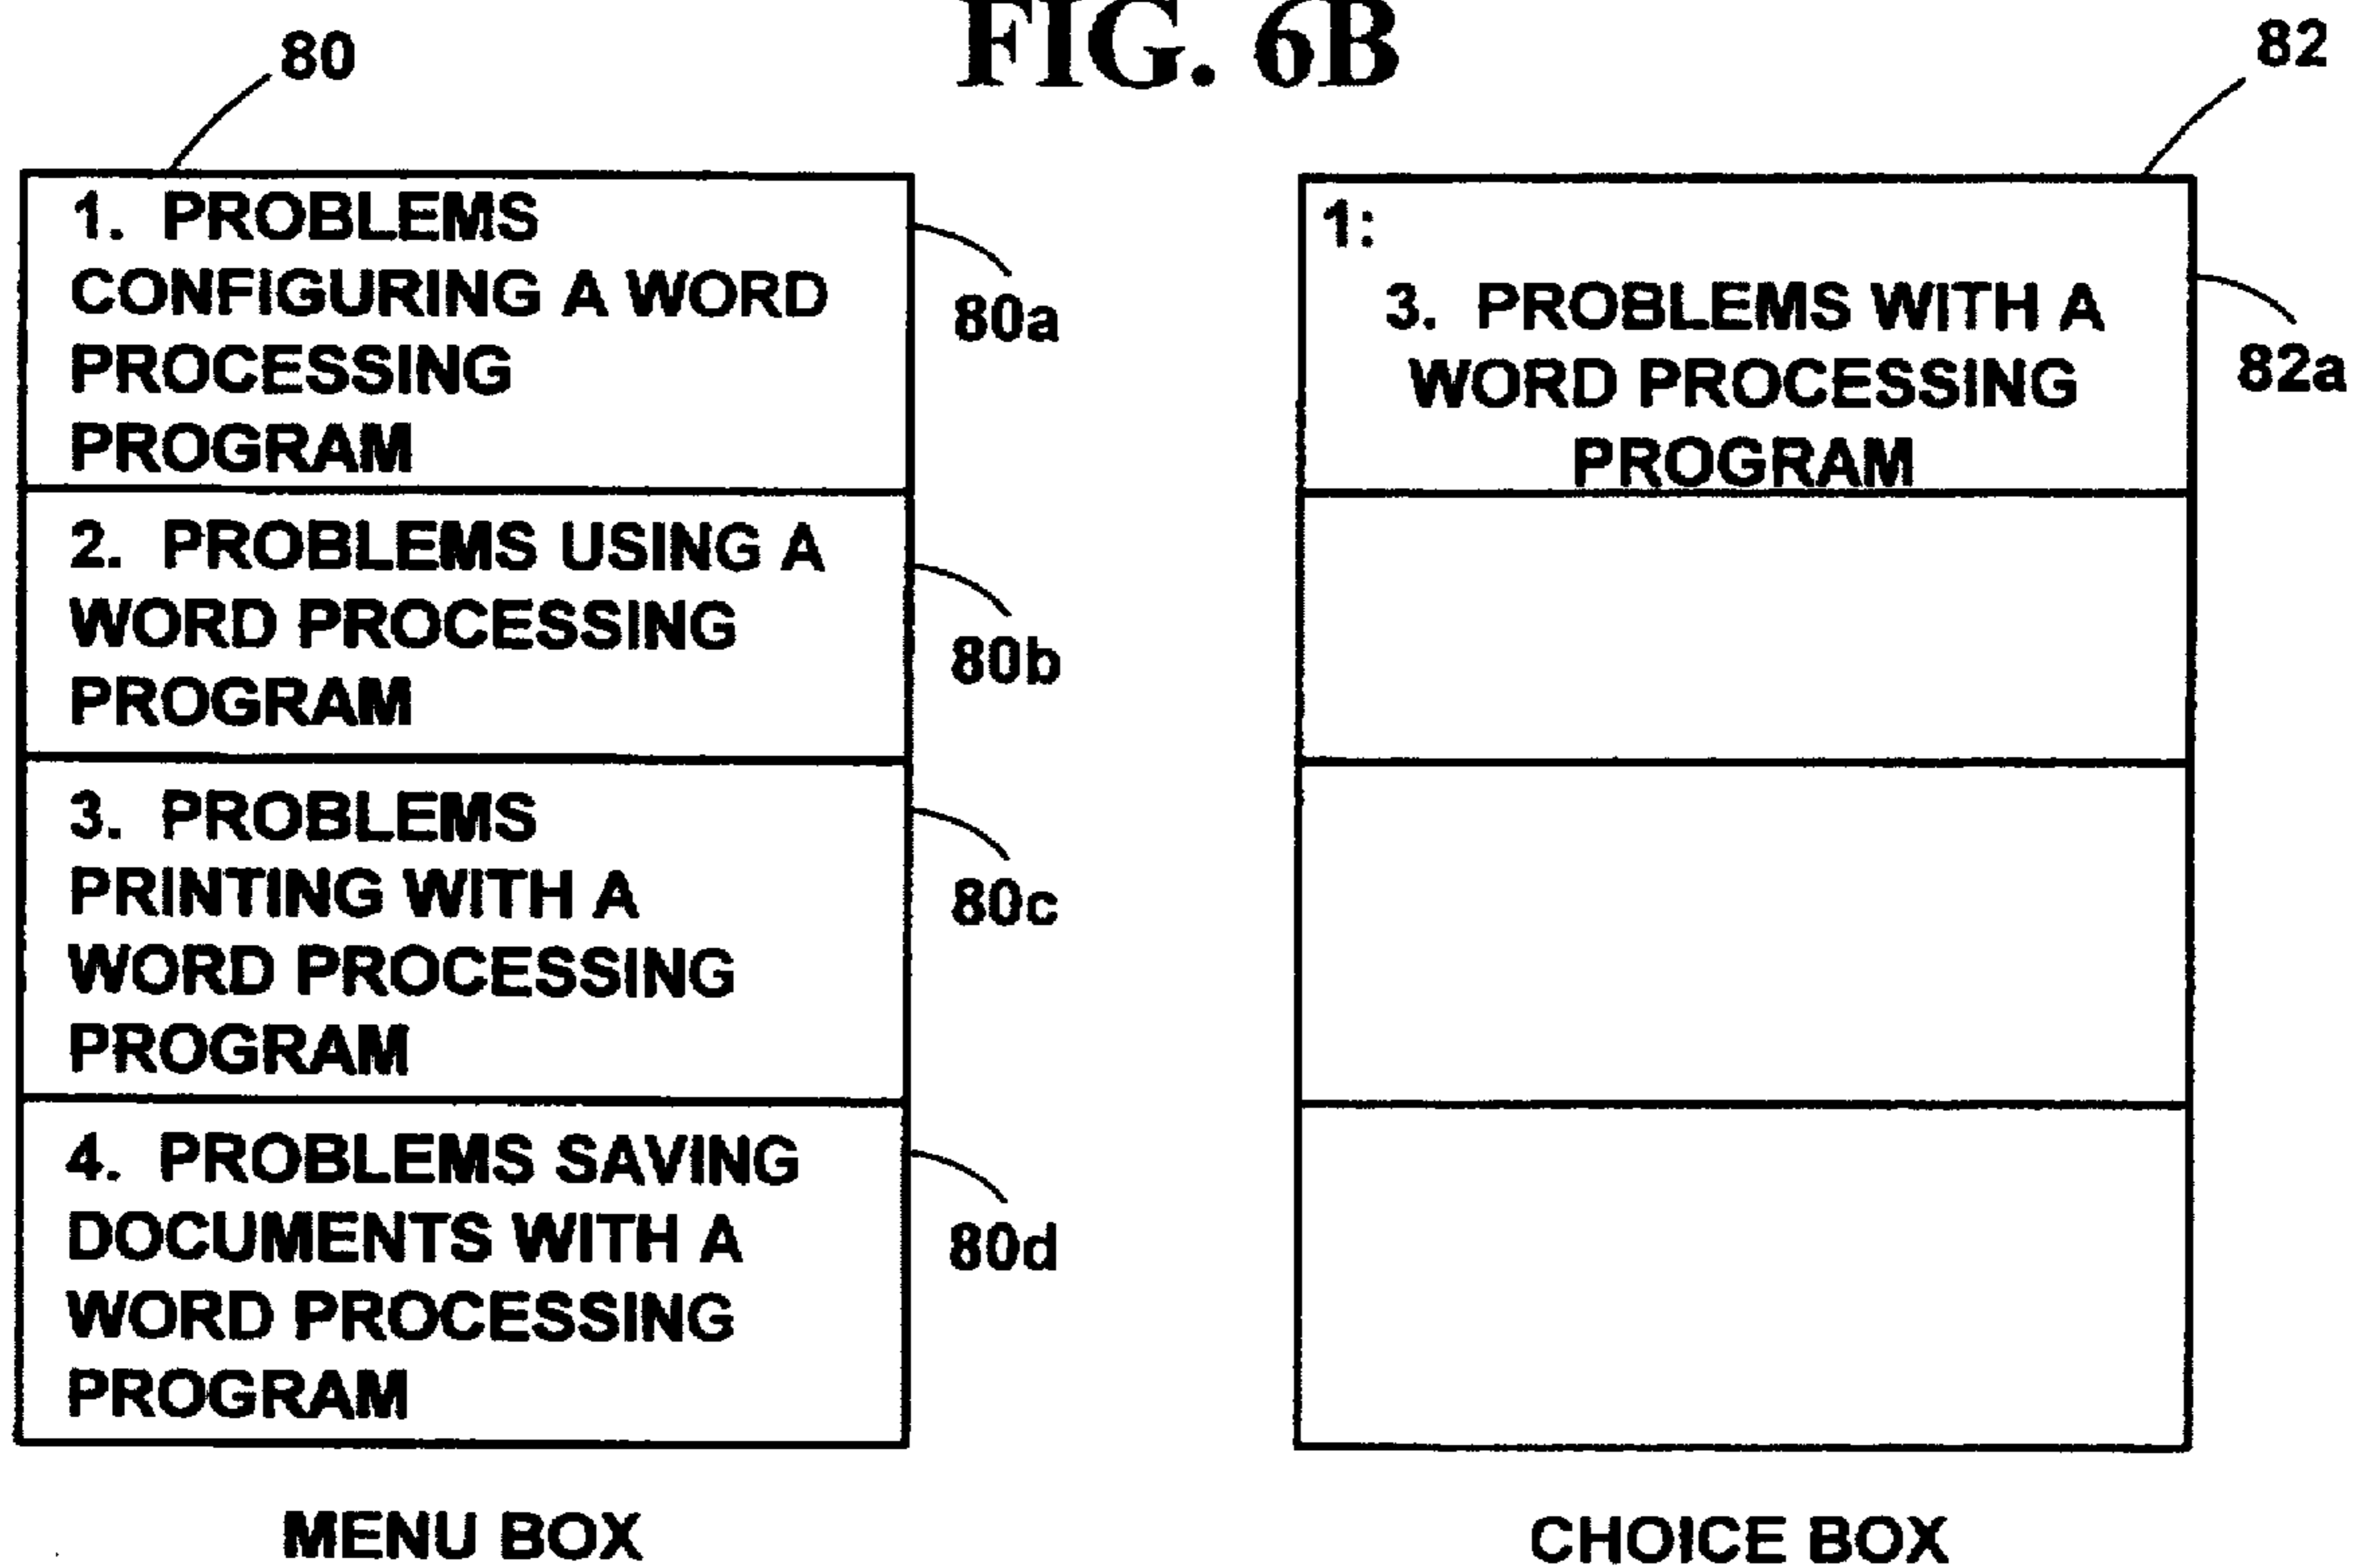 FIG. 6B
80
1. PROBLEMS
CONFIGURING A WORD
PROCESSING
PROGRAM
80a
2. PROBLEMS USING A
WORD PROCESSING
PROGRAM
80b
3. PROBLEMS
PRINTING WITH A
WORD PROCESSING
PROGRAM
80c
4. PROBLEMS SAVING
DOCUMENTS WITH A
WORD PROCESSING
PROGRAM
80d
MENU BOX
82
1:
3. PROBLEMS WITH A
WORD PROCESSING
PROGRAM
82a
CHOICE BOX